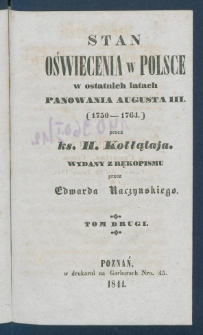 STAN
OŚWIECENIA w POLSCE
w ostatnich latach
PANOWANIA AUGUSTA III.
(1750—1764.)
przez
ks. H. Kołłątaja.
WYDANY Z RĘKOPISMU
przez
Edwarda Raczynskiego.
TOM DRUGI.
POZNAŃ,
w drukarni na Garbarach Nro. 45.
1841.